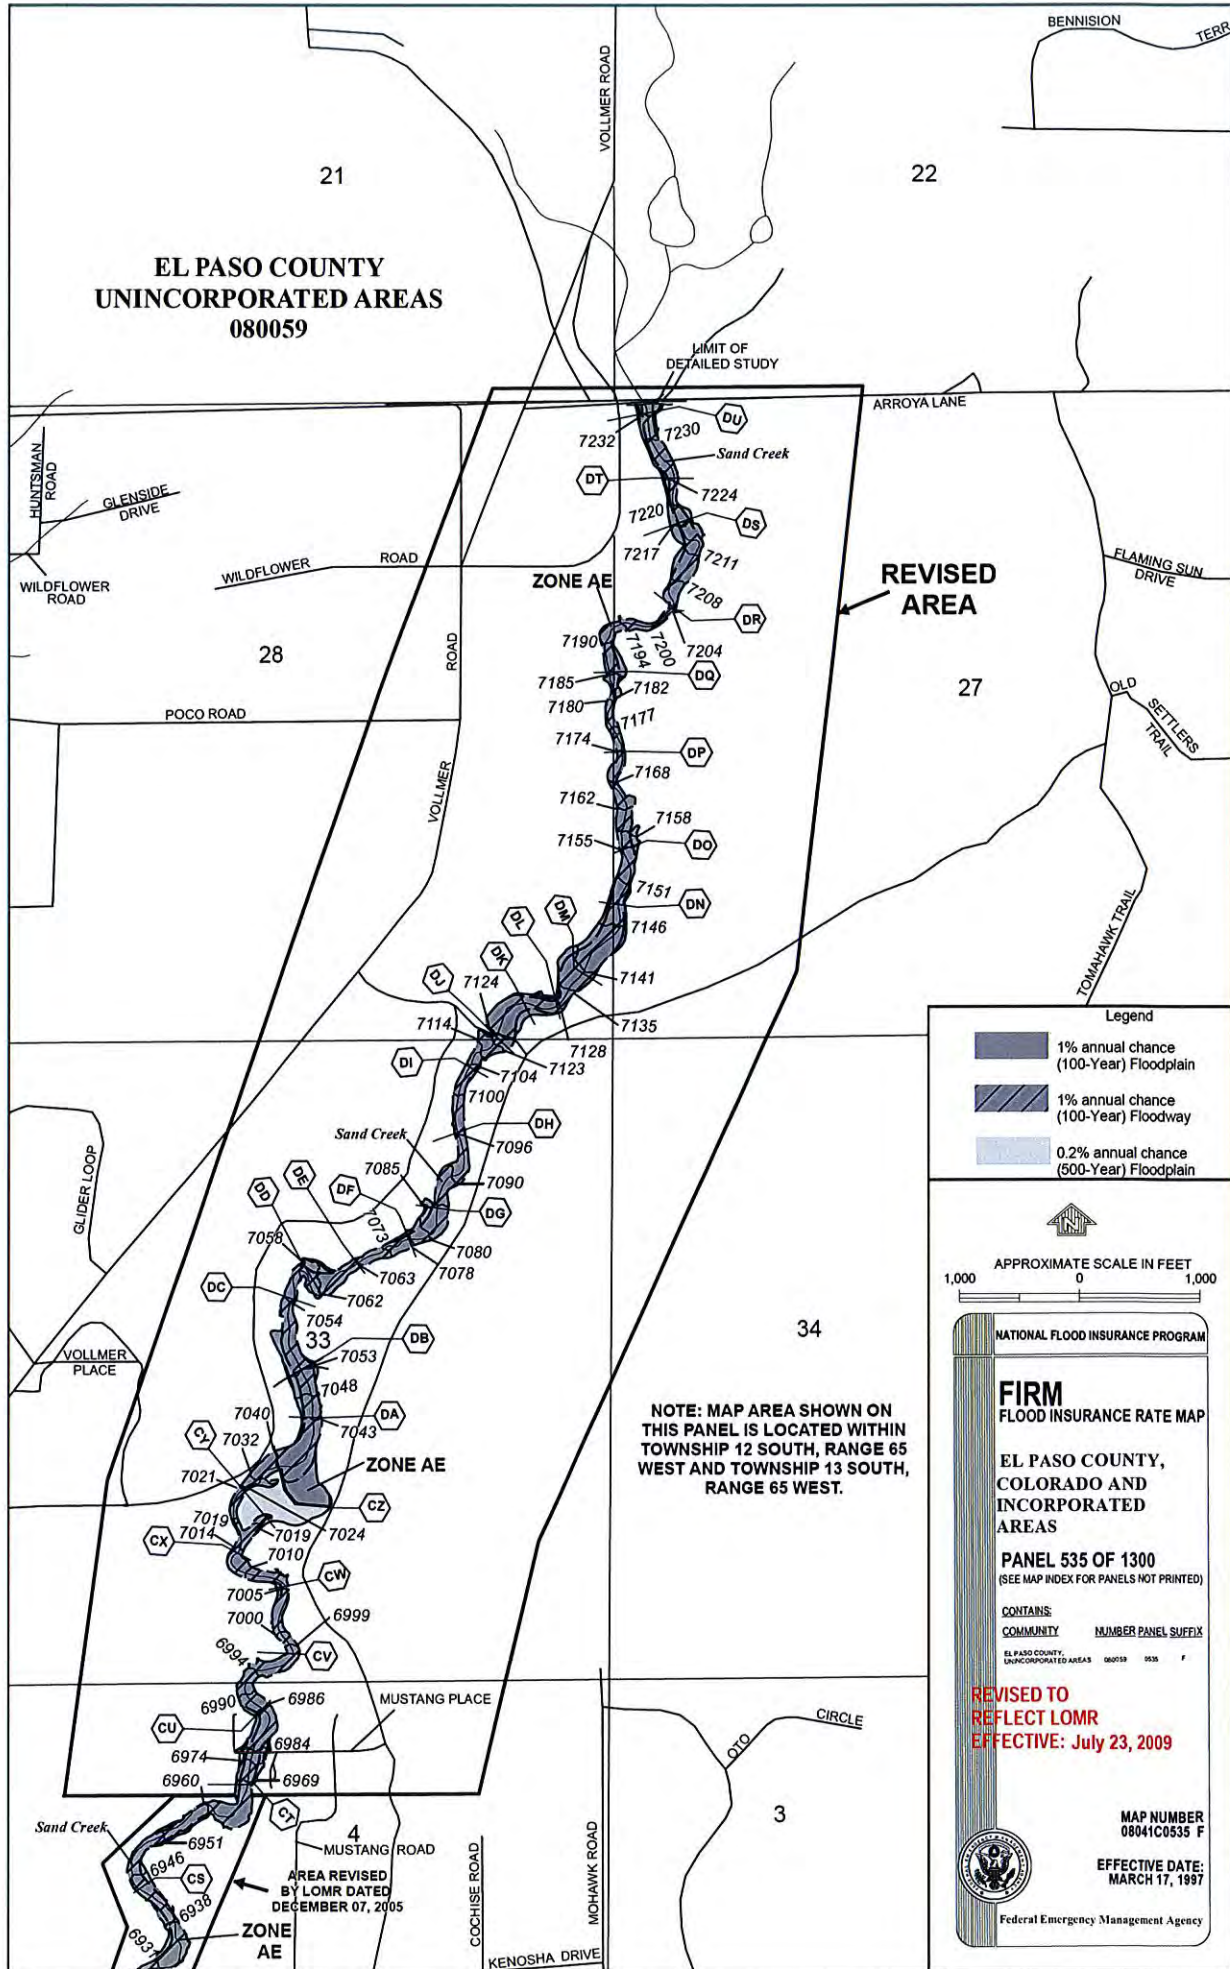 BENNISION
TERR
VOLLMER ROAD
21
22
EL PASO COUNTY
UNINCORPORATED AREAS
080059
LIMIT OF
DETAILED STUDY
ARROYA LANE
DU
7232
7230
Sand Creek
HUNTSMAN
ROAD
GLENSIDE
DRIVE
DT
7224
7220
DS
7217
7211
WILDFLOWER
ROAD
WILDFLOWER
ROAD
ZONE AE
REVISED
AREA
FLAMING SUN
DRIVE
7208
DR
7204
7190
7194
7200
28
ROAD
7185
DQ
7182
27
OLD
SETTLERS
TRAIL
7180
POCO ROAD
7177
7174
DP
7168
VOLLMER
7162
7158
7155
DO
7151
DN
7146
DM
DL
DK
DJ
7124
7141
TOMAHAWK TRAIL
7135
7114
7128
7123
DI
7104
7100
Legend
1% annual chance
(100-Year) Floodplain
1% annual chance
(100-Year) Floodway
0.2% annual chance
(500-Year) Floodplain
DH
Sand Creek
7096
GLIDER LOOP
7085
7090
DE
DF
DD
DG
7073
7080
7058
7078
7063
DC
7062
7054
N
APPROXIMATE SCALE IN FEET
1,000
0
1,000
33
34
DB
VOLLMER
PLACE
7053
7048
DA
7040
7043
CY
7032
ZONE AE
7021
CZ
7019
7024
7014
7019
CX
7010
CW
7005
7000
6999
6994
CV
NOTE: MAP AREA SHOWN ON
THIS PANEL IS LOCATED WITHIN
TOWNSHIP 12 SOUTH, RANGE 65
WEST AND TOWNSHIP 13 SOUTH,
RANGE 65 WEST.
6990
6986
MUSTANG PLACE
CU
6984
6974
6960
6969
CT
OTO
CIRCLE
3
Sand Creek
6951
4
MUSTANG ROAD
6946
CS
AREA REVISED
BY LOMR DATED
DECEMBER 07, 2005
6938
6931
ZONE
AE
COCHISE ROAD
MOHAWK ROAD
KENOSHA DRIVE
NATIONAL FLOOD INSURANCE PROGRAM
FIRM
FLOOD INSURANCE RATE MAP
EL PASO COUNTY,
COLORADO AND
INCORPORATED
AREAS
PANEL 535 OF 1300
(SEE MAP INDEX FOR PANELS NOT PRINTED)
CONTAINS:
COMMUNITY NUMBER PANEL SUFFIX
EL PASO COUNTY,
UNINCORPORATED AREAS 080059 0535 F
REVISED TO
REFLECT LOMR
EFFECTIVE: July 23, 2009
MAP NUMBER
08041C0535 F
EFFECTIVE DATE:
MARCH 17, 1997
Federal Emergency Management Agency